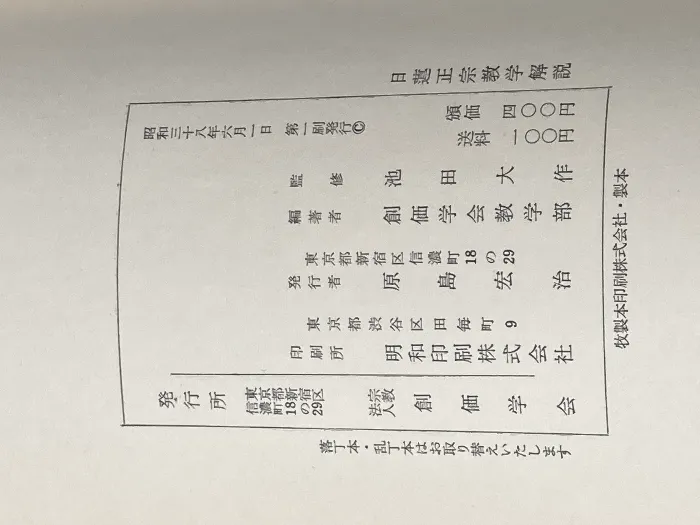 日蓮正宗教学解説
昭和三十八年六月一日　第一刷発行©
頒価　四〇〇円
送料　一〇〇円
監修　池田大作
編著者　創価学会教学部
東京都新宿区信濃町18の29
発行者　原島宏治
東京都渋谷区田毎町9
印刷所　明和印刷株式会社
発行所
東京都新宿区
信濃町18の29
宗教
法人
創価学会
牧製本印刷株式会社・製本
落丁本・乱丁本はお取り替えいたします